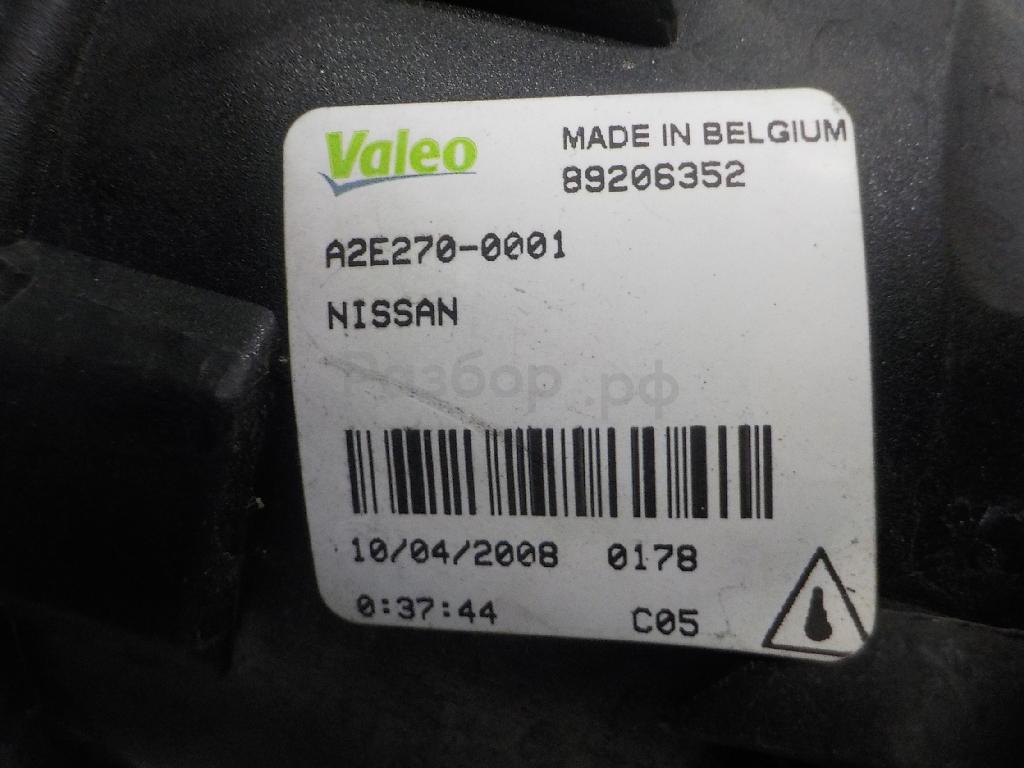 Valeo
MADE IN BELGIUM
89206352
A2E270-0001
NISSAN
Разбор.рф
10/04/2008 0178
0:37:44 C05